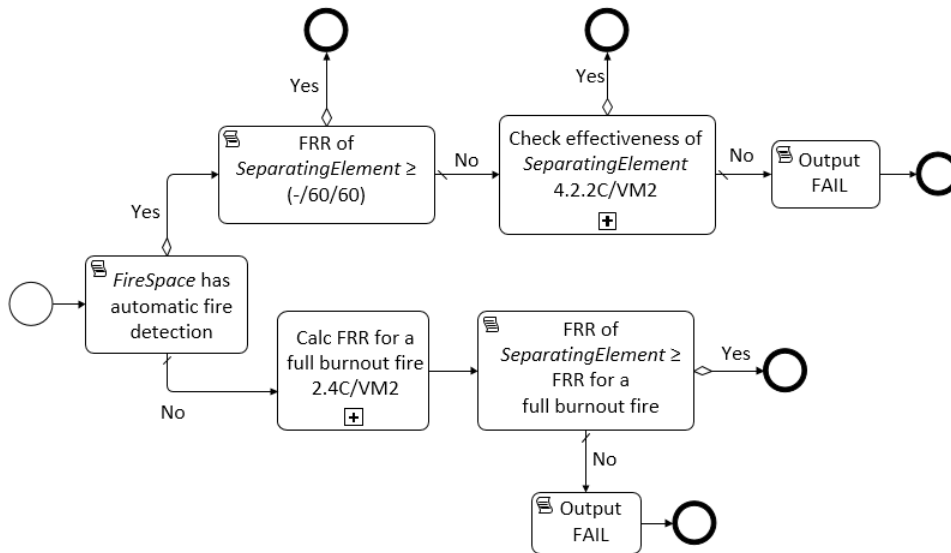 Yes
FRR of
SeparatingElement ≥
(-/60/60)
No
Yes
Check effectiveness of
SeparatingElement
4.2.2C/VM2
No
Output
FAIL
Yes
FireSpace has
automatic fire
detection
No
Calc FRR for a
full burnout fire
2.4C/VM2
FRR of
SeparatingElement ≥
FRR for a
full burnout fire
Yes
No
Output
FAIL